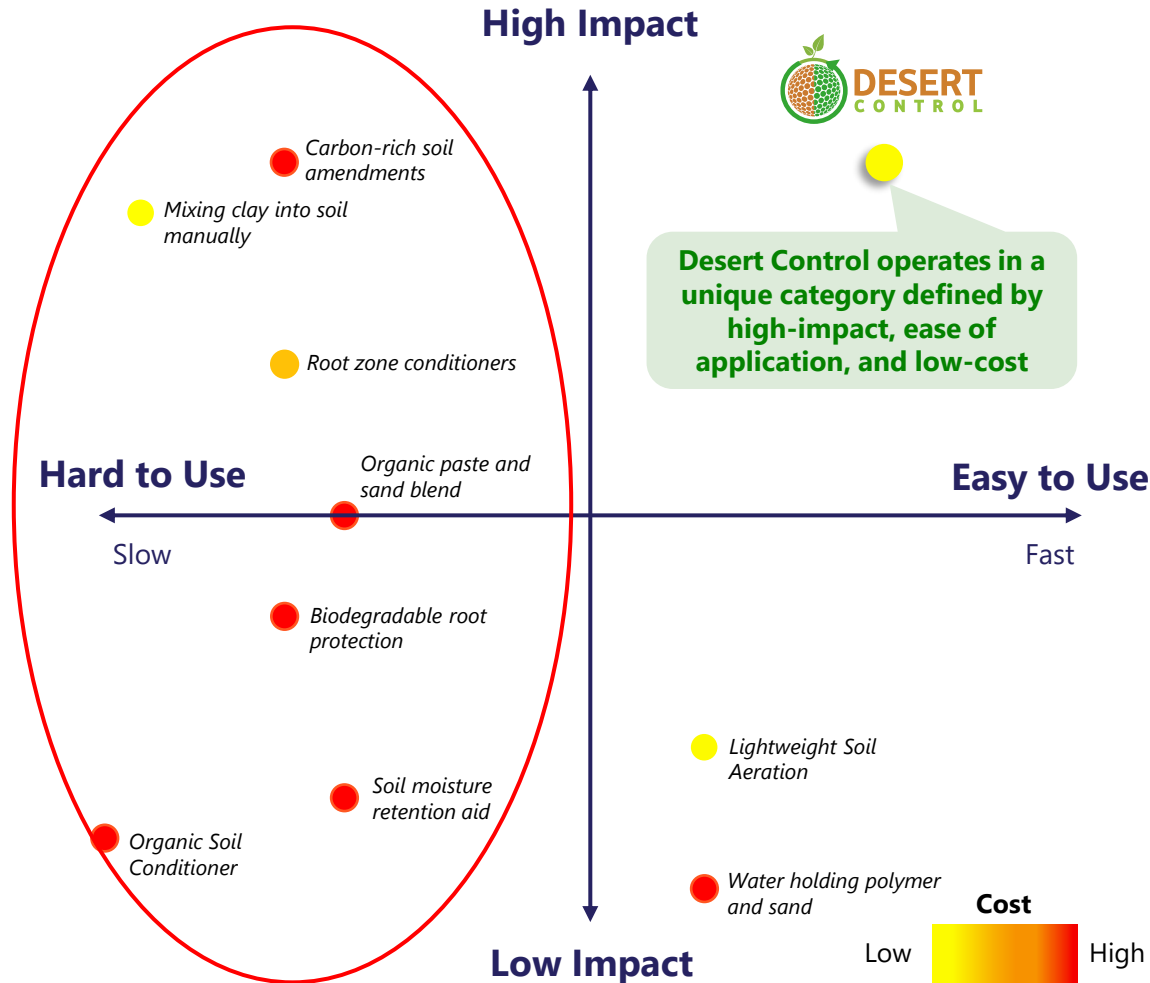 High Impact
DESERT
CONTROL
Carbon-rich soil
amendments
Mixing clay into soil
manually
Desert Control operates in a
unique category defined by
high-impact, ease of
application, and low-cost
Root zone conditioners
Organic paste and
sand blend
Hard to Use
Easy to Use
Slow
Fast
Biodegradable root
protection
Lightweight Soil
Aeration
Soil moisture
retention aid
Organic Soil
Conditioner
Water holding polymer
and sand
Cost
Low
High
Low Impact